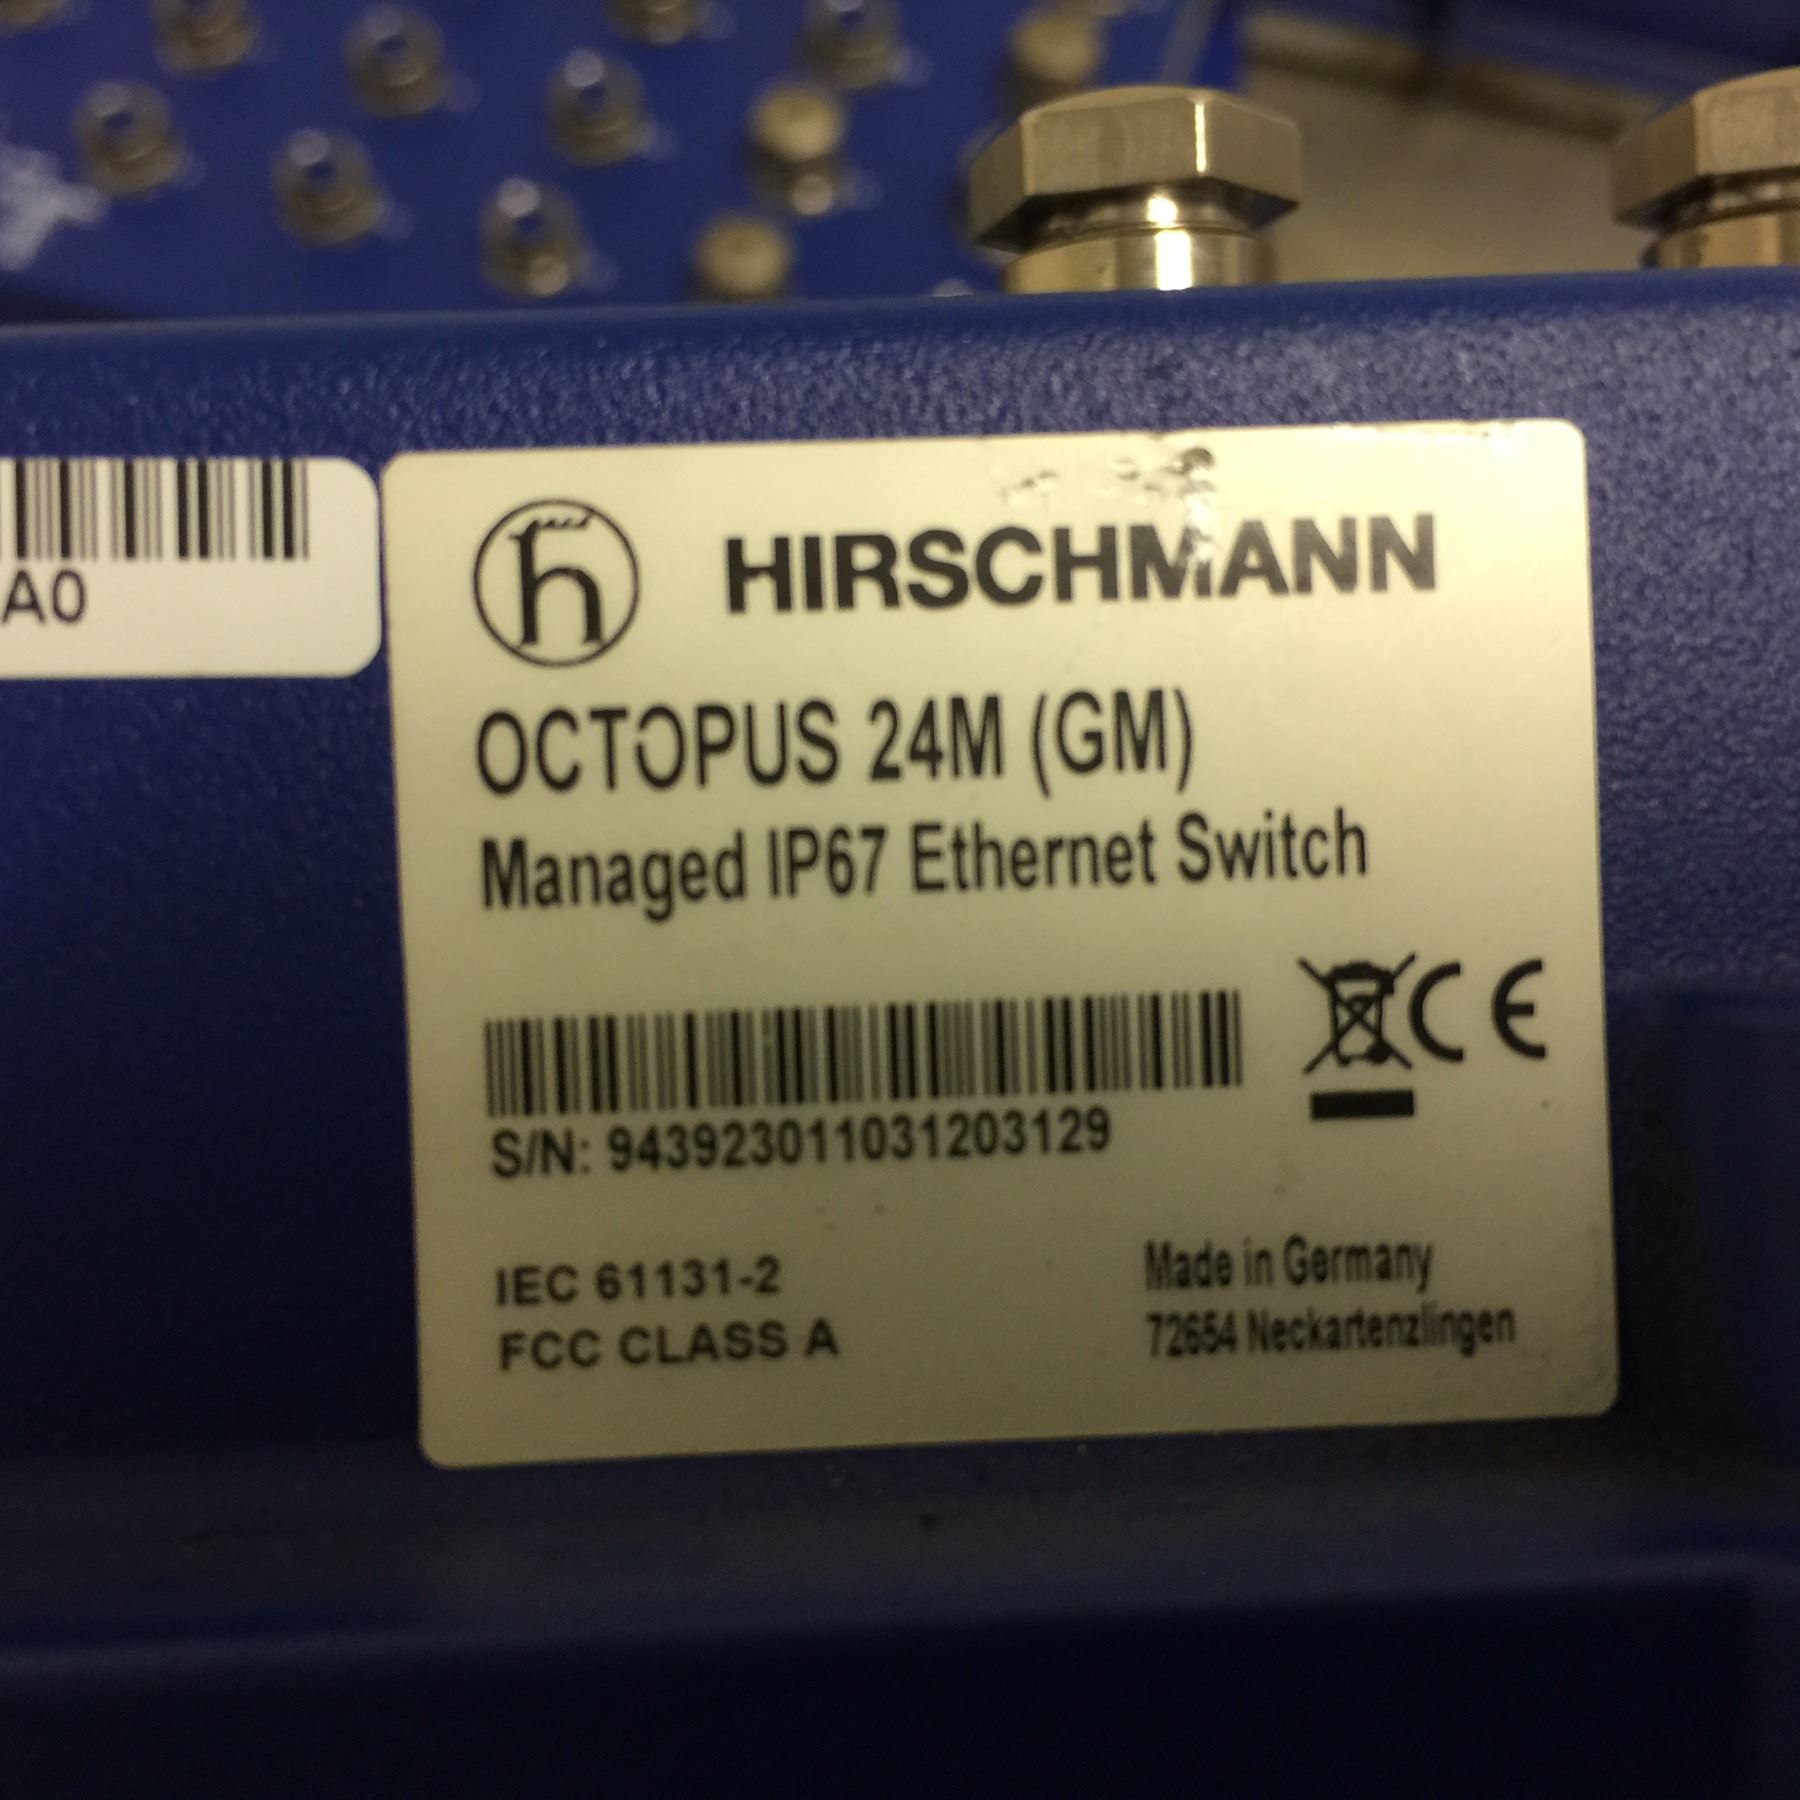 A0
HIRSCHMANN
OCTOPUS 24M (GM)
Managed IP67 Ethernet Switch
CE
S/N: 943923011031203129
IEC 61131-2
FCC CLASS A
Made in Germany
72654 Neckartenzlingen